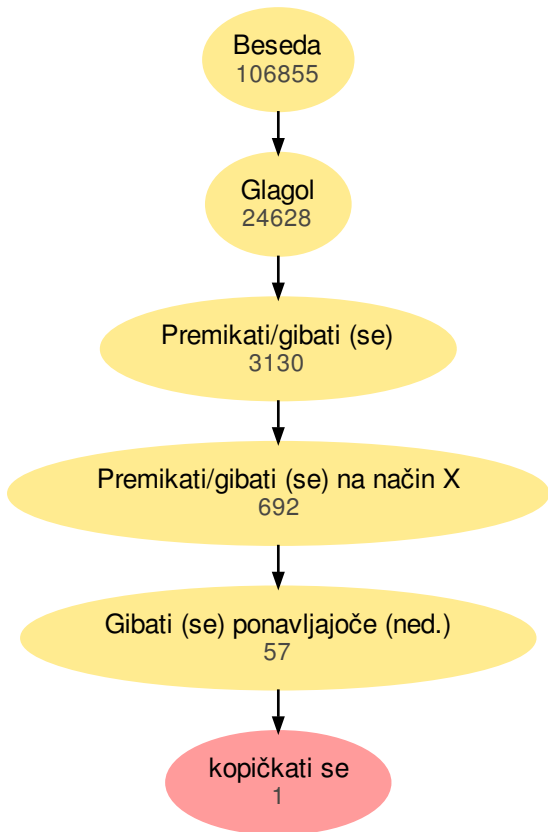 Beseda
106855
Glagol
24628
Premikati/gibati (se)
3130
Premikati/gibati (se) na način X
692
Gibati (se) ponavljajoče (ned.)
57
kopičkati se
1